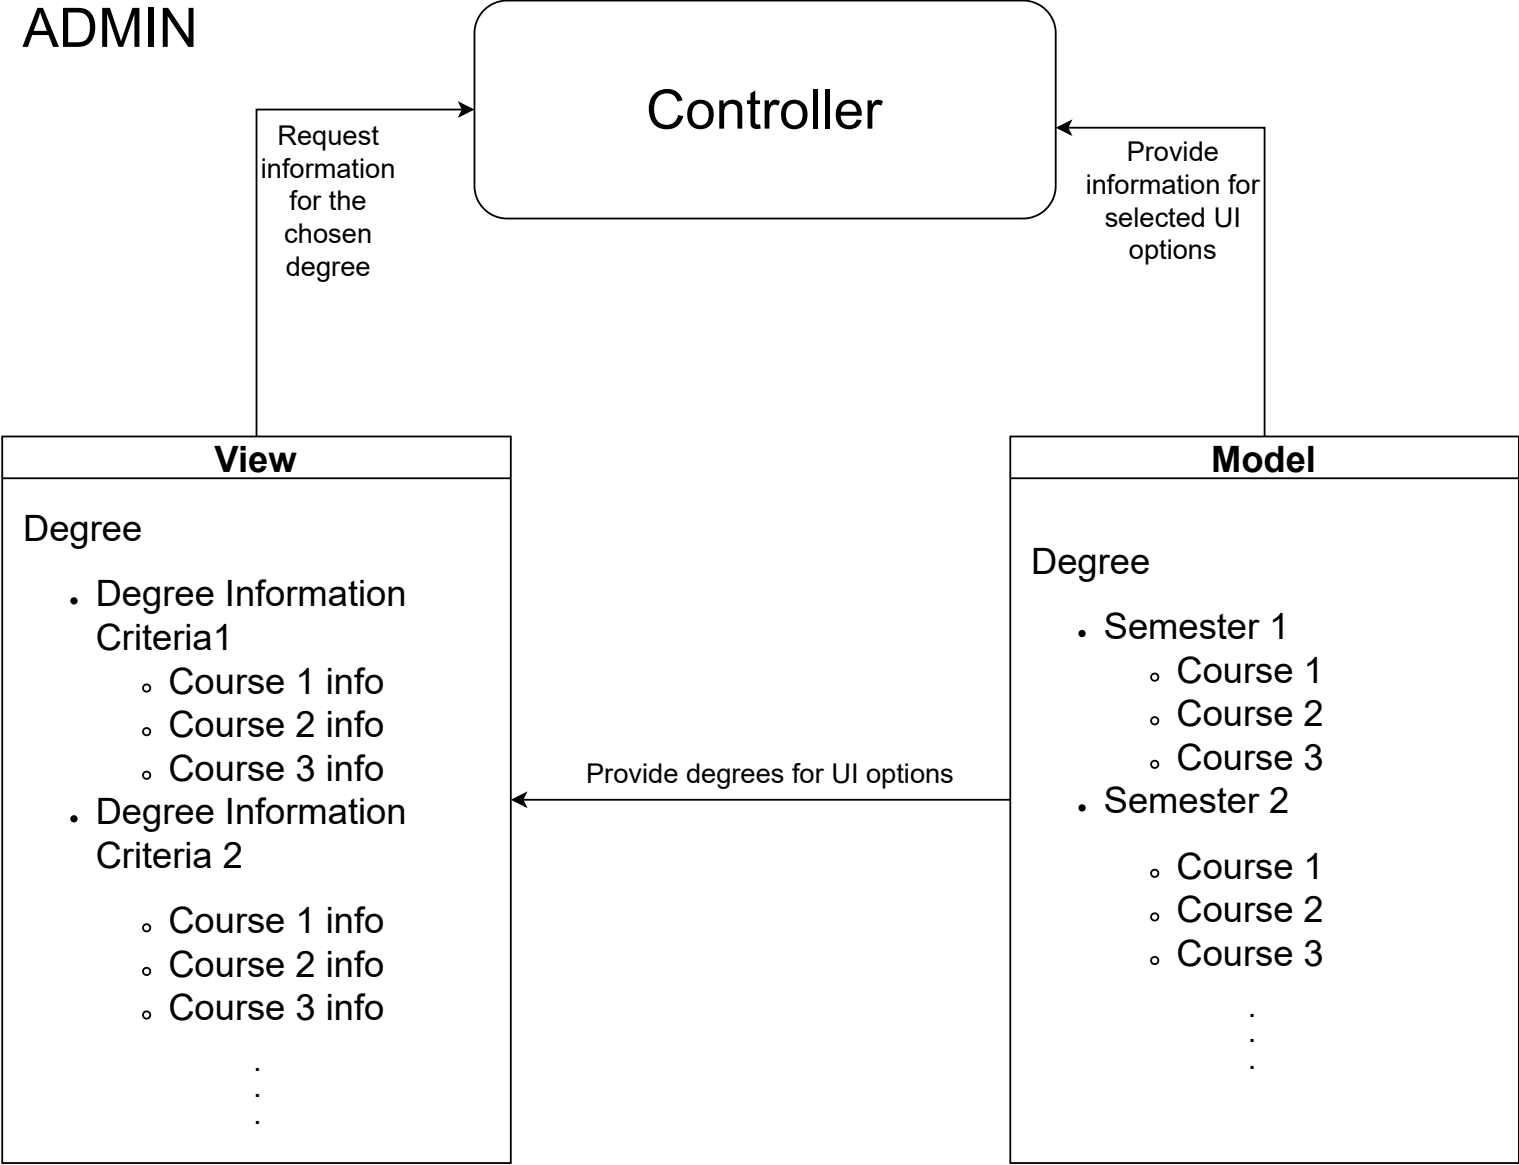 ADMIN
Controller
Request
information
for the
chosen
degree
Provide
information for
selected UI
options
View
Degree
Degree Information
Criteria1
Course 1 info
Course 2 info
Course 3 info
Degree Information
Criteria 2
Course 1 info
Course 2 info
Course 3 info
.
.
.
Provide degrees for UI options
Model
Degree
Semester 1
Course 1
Course 2
Course 3
Semester 2
Course 1
Course 2
Course 3
.
.
.